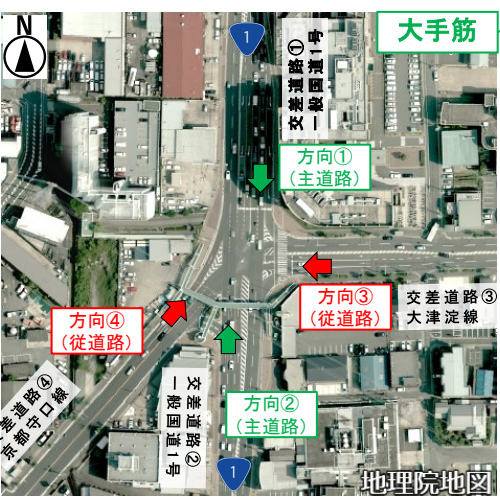 N
1
大手筋
交差道路①
一般国道1号
方向①
(主道路)
方向③
(従道路)
交差道路③
大津淀線
方向④
(従道路)
差道路④
京都守口線
交差道路②
一般国道1号
方向②
(主道路)
1
地理院地図